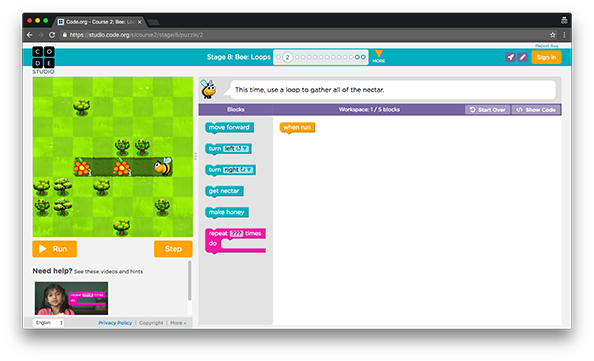 Code.org - Course 2: Bee: L
https://studio.code.org/s/course2/stage/8/puzzle/2
Report Bug
C O
D E
STUDIO
Stage 8: Bee: Loops
2
MORE
Sign in
This time, use a loop to gather all of the nectar.
Blocks
Workspace: 1 / 5 blocks
Start Over
</> Show Code
move forward
when run
turn left
turn right
get nectar
make honey
repeat ??? times
do
Run
Step
Need help? See these videos and hints
repeat times
do
English
Privacy Policy | Copyright | More